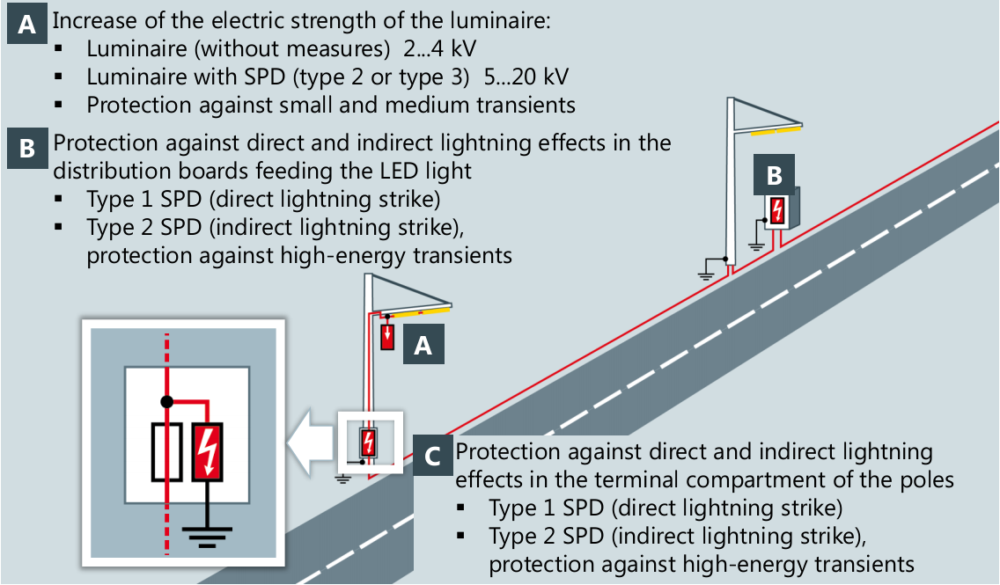 A Increase of the electric strength of the luminaire:
▪ Luminaire (without measures) 2...4 kV
▪ Luminaire with SPD (type 2 or type 3) 5...20 kV
▪ Protection against small and medium transients
B Protection against direct and indirect lightning effects in the
distribution boards feeding the LED light
▪ Type 1 SPD (direct lightning strike)
▪ Type 2 SPD (indirect lightning strike),
protection against high-energy transients
B
A
C Protection against direct and indirect lightning
effects in the terminal compartment of the poles
▪ Type 1 SPD (direct lightning strike)
▪ Type 2 SPD (indirect lightning strike),
protection against high-energy transients